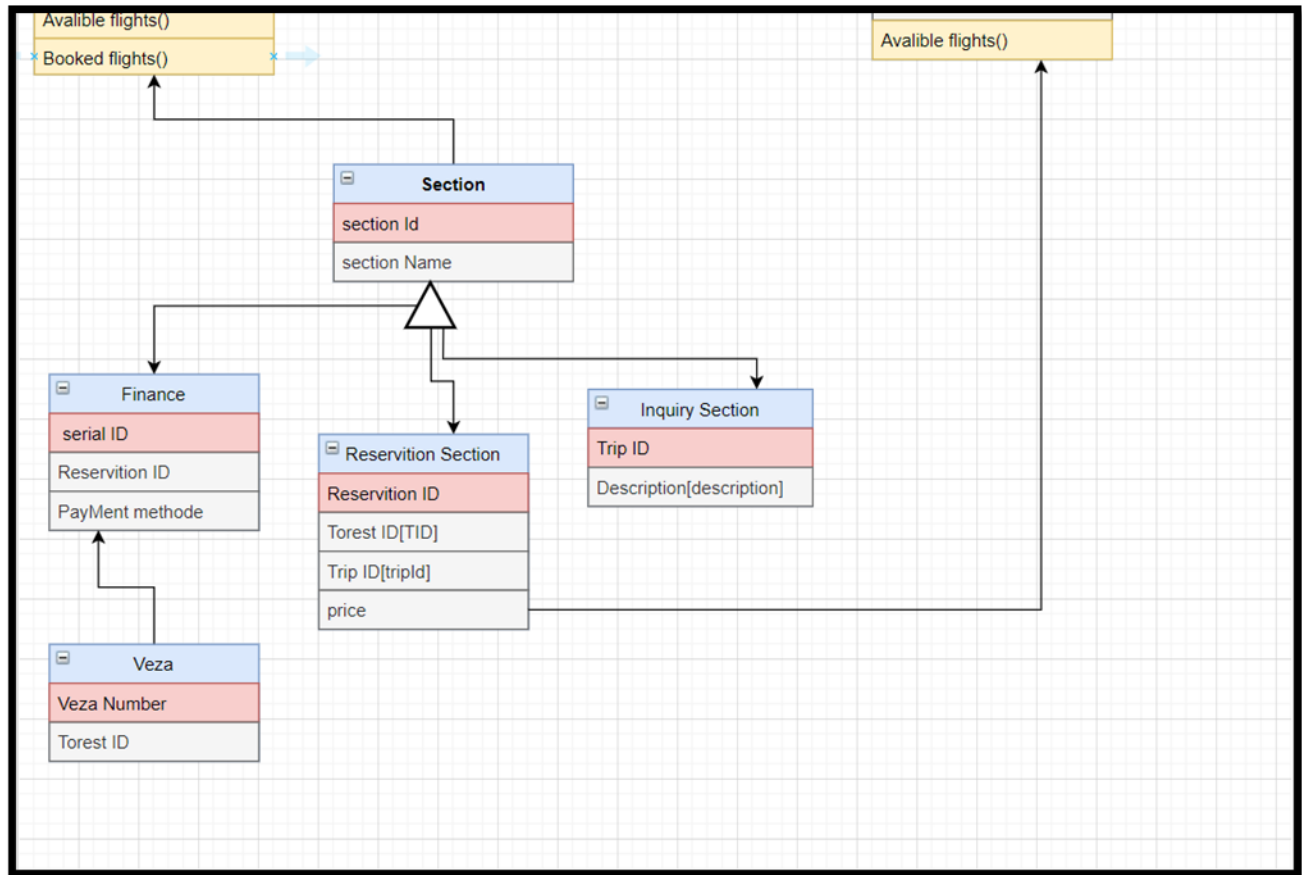 Avalible flights()
Booked flights()
Avalible flights()
Section
section Id
section Name
Finance
serial ID
Reservition ID
PayMent methode
Reservition Section
Reservition ID
Torest ID[TID]
Trip ID[tripId]
price
Inquiry Section
Trip ID
Description[description]
Veza
Veza Number
Torest ID